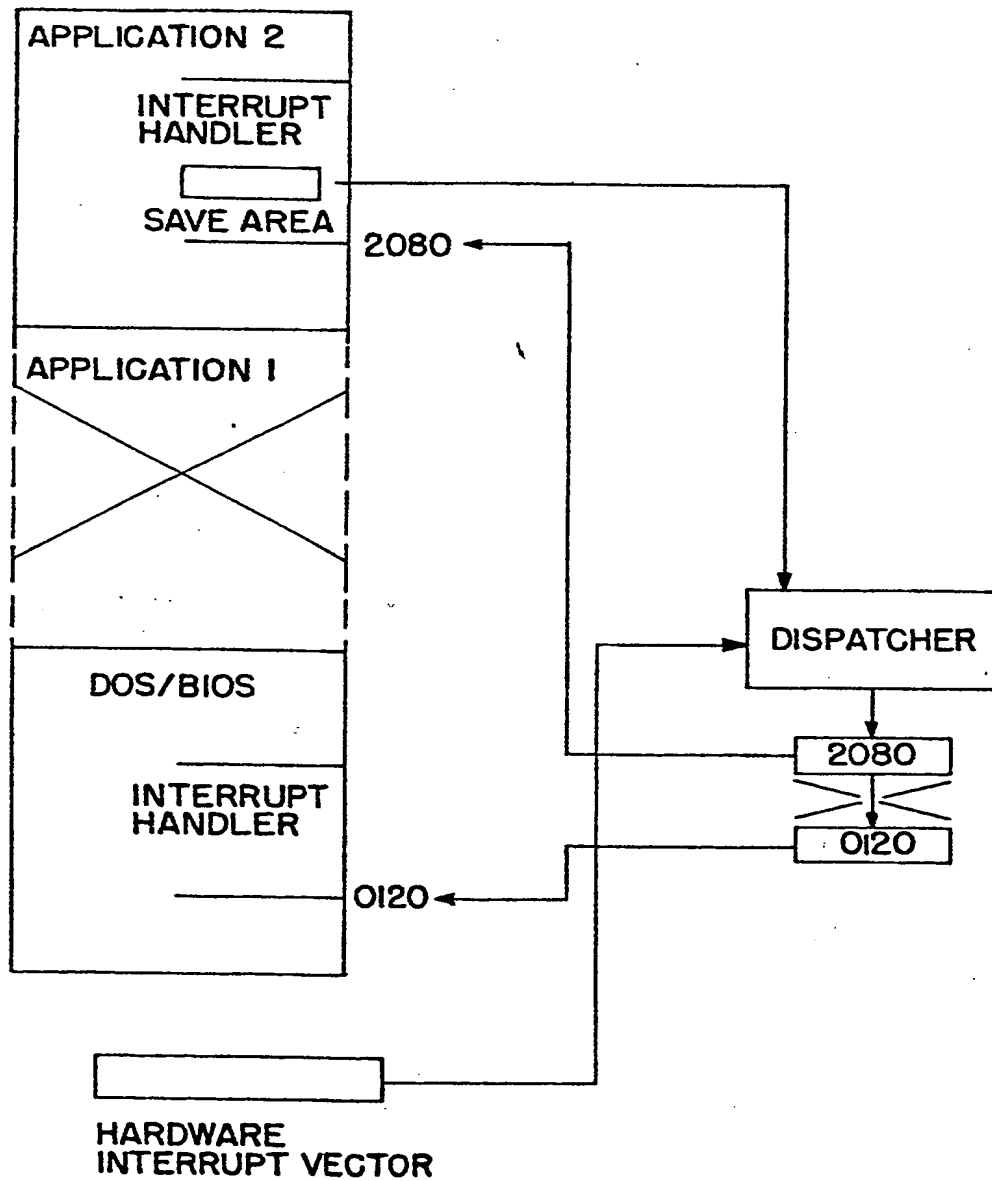 APPLICATION 2
INTERRUPT
HANDLER
SAVE AREA
2080
APPLICATION 1
DISPATCHER
DOS/BIOS
2080
INTERRUPT
HANDLER
0120
0120
HARDWARE
INTERRUPT VECTOR